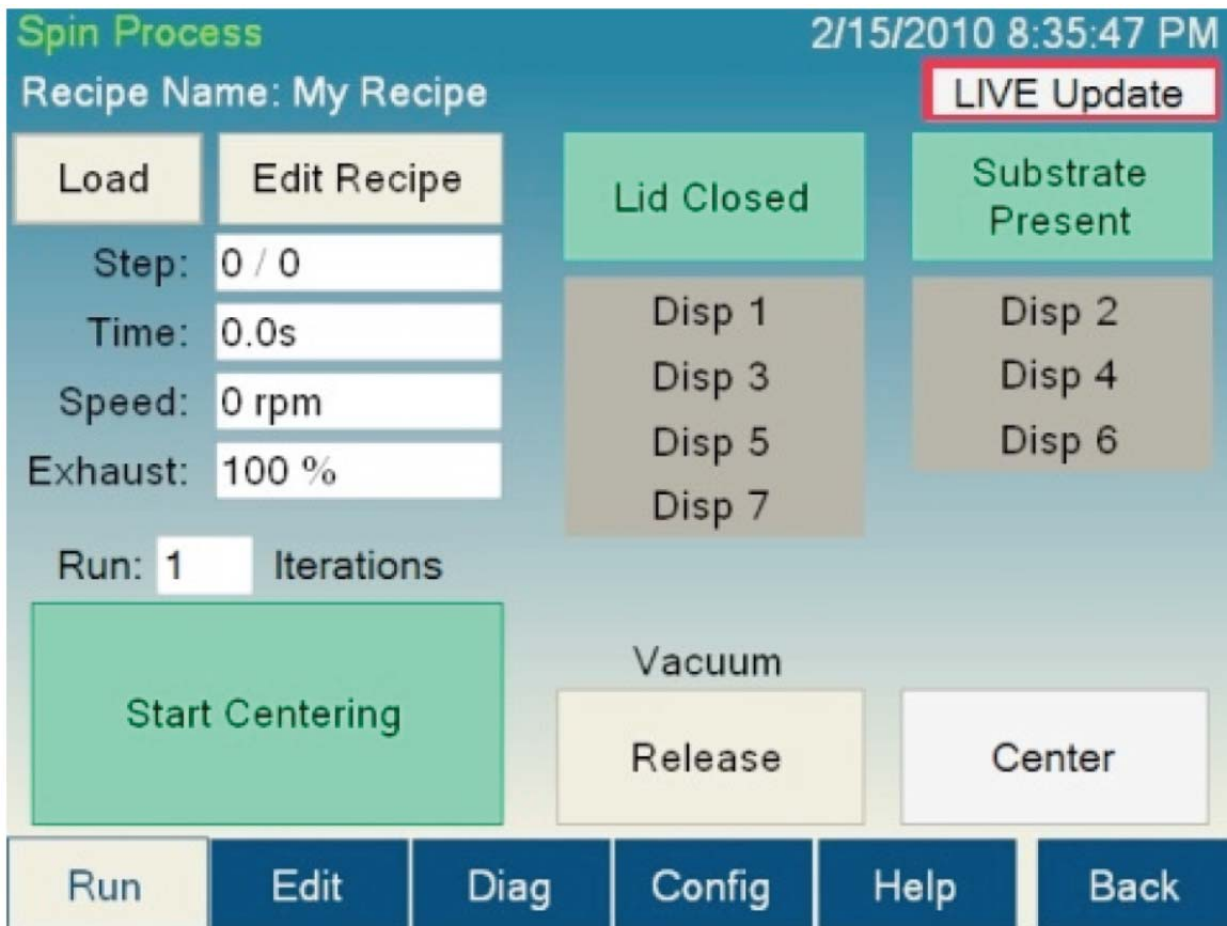 Spin Process 2/15/2010 8:35:47 PM
Recipe Name: My Recipe LIVE Update
Load Edit Recipe
Lid Closed
Substrate
Present
Step: 0 / 0
Time: 0.0s
Speed: 0 rpm
Exhaust: 100 %
Disp 1 Disp 2
Disp 3 Disp 4
Disp 5 Disp 6
Disp 7
Run: 1 Iterations
Start Centering
Vacuum
Release
Center
Run Edit Diag Config Help Back